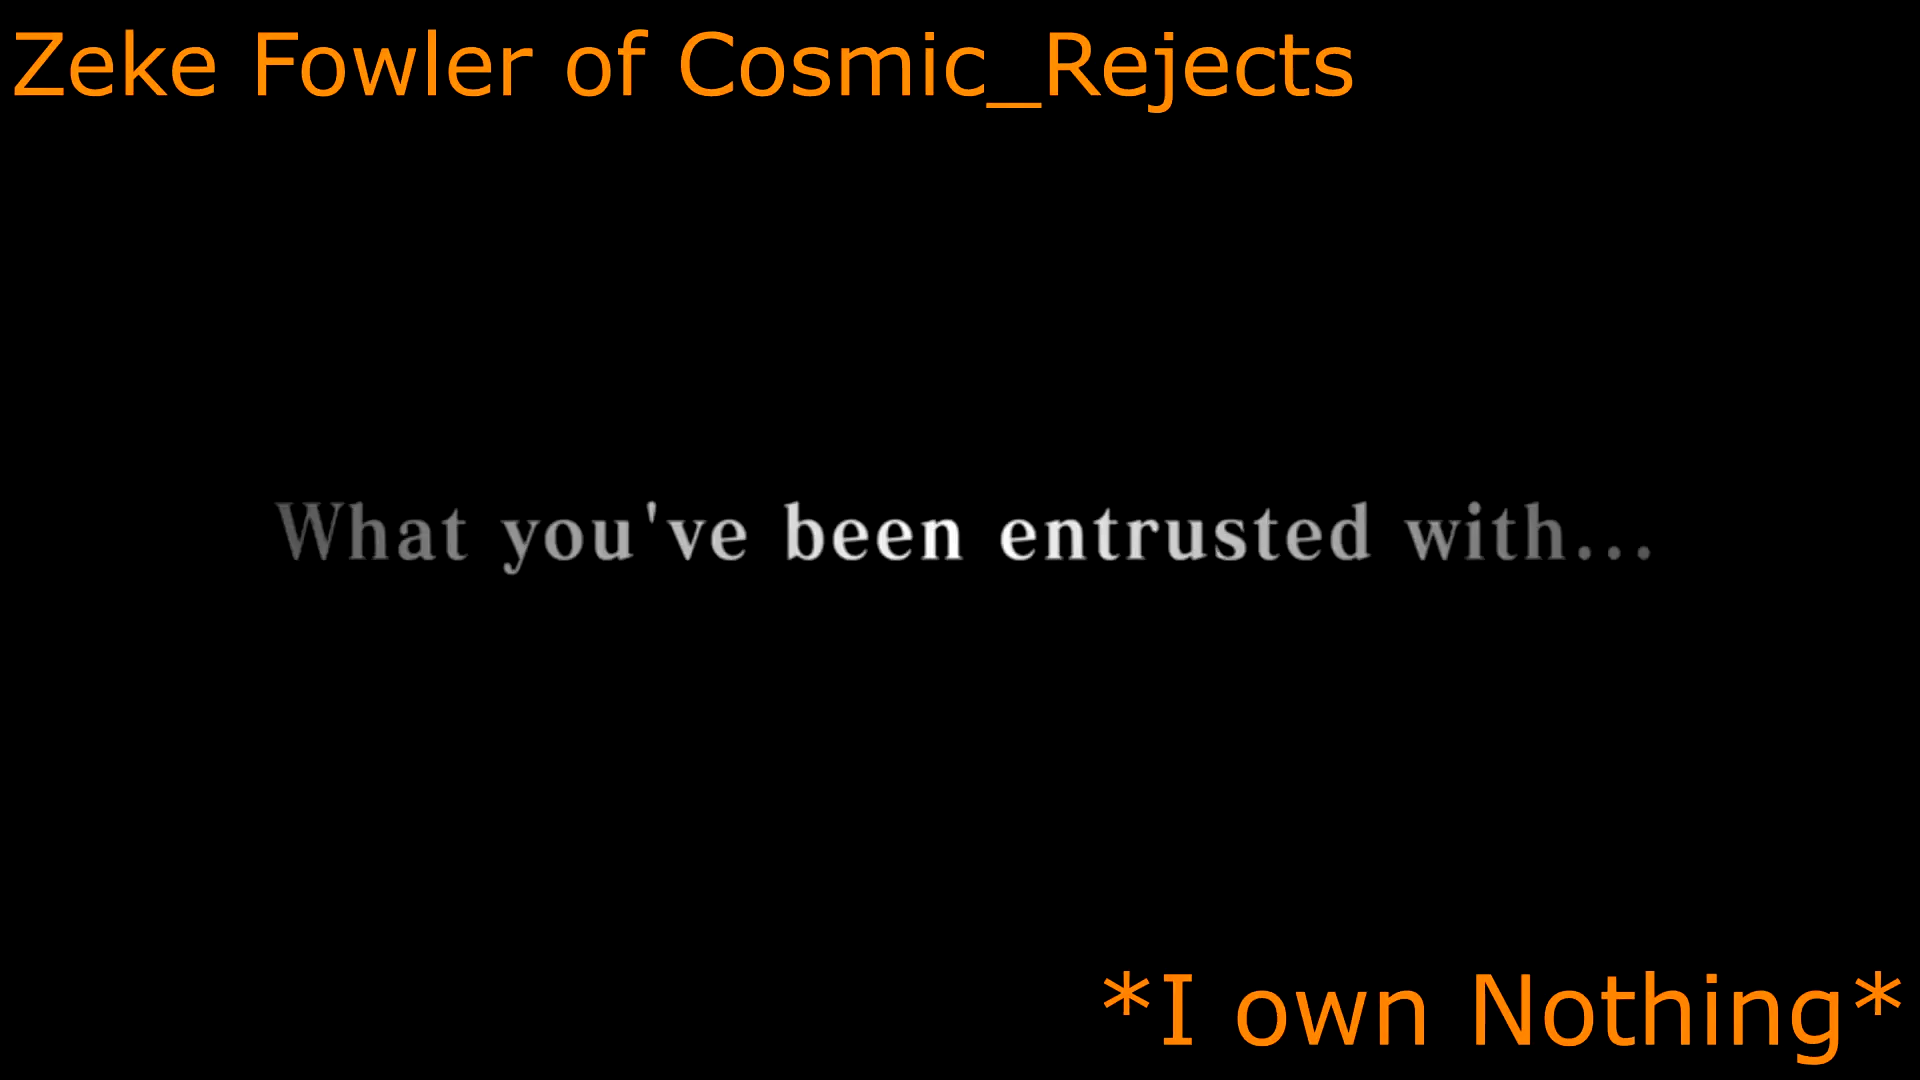 Zeke Fowler of Cosmic_Rejects
What you've been entrusted with...
*I own Nothing*